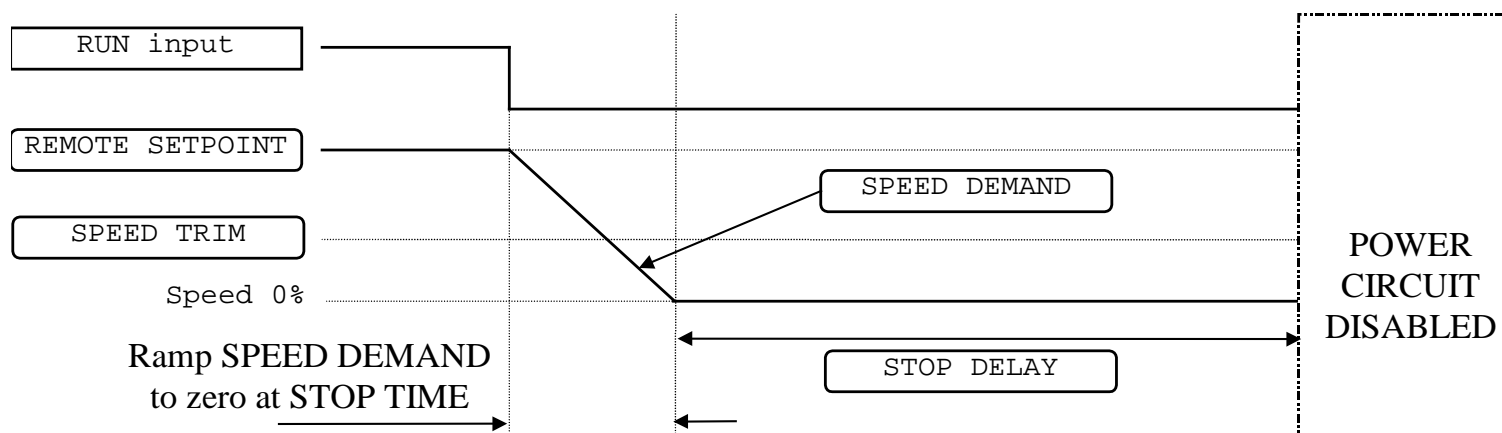 RUN input
REMOTE SETPOINT
SPEED DEMAND
SPEED TRIM
Speed 0%
POWER
CIRCUIT
DISABLED
Ramp SPEED DEMAND
to zero at STOP TIME
STOP DELAY